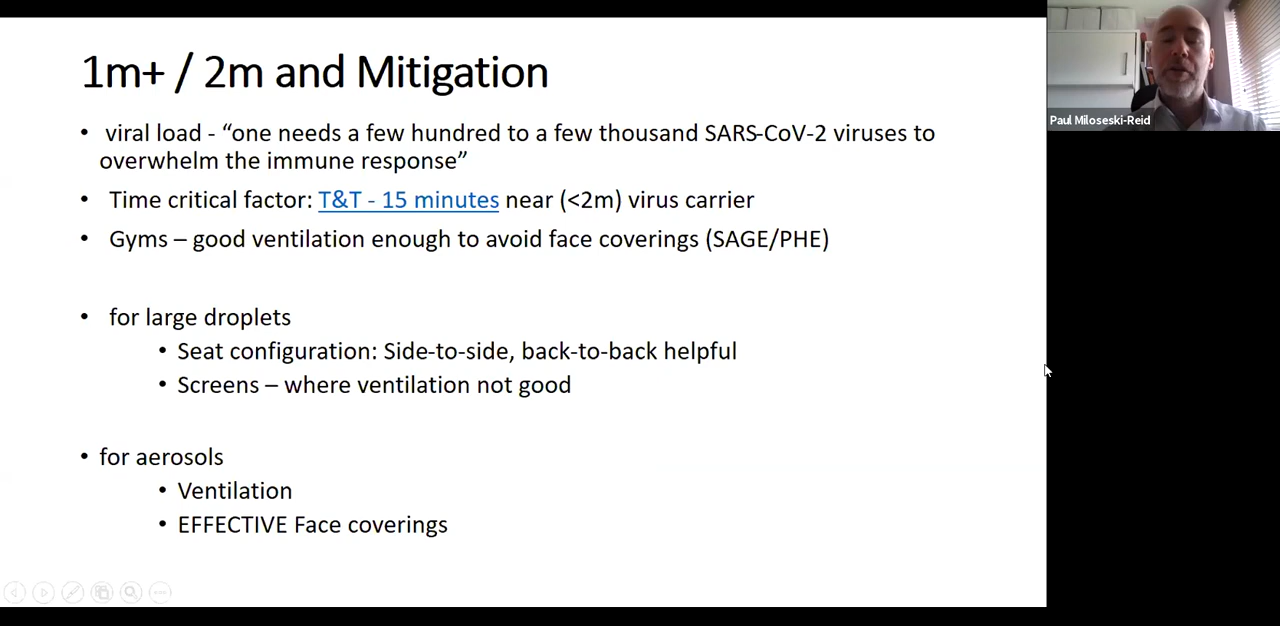 1m+ / 2m and Mitigation
• viral load - “one needs a few hundred to a few thousand SARS-CoV-2 viruses to
overwhelm the immune response”
• Time critical factor: T&T - 15 minutes near (<2m) virus carrier
• Gyms – good ventilation enough to avoid face coverings (SAGE/PHE)
• for large droplets
• Seat configuration: Side-to-side, back-to-back helpful
• Screens – where ventilation not good
• for aerosols
• Ventilation
• EFFECTIVE Face coverings
Paul Miloseski-Reid